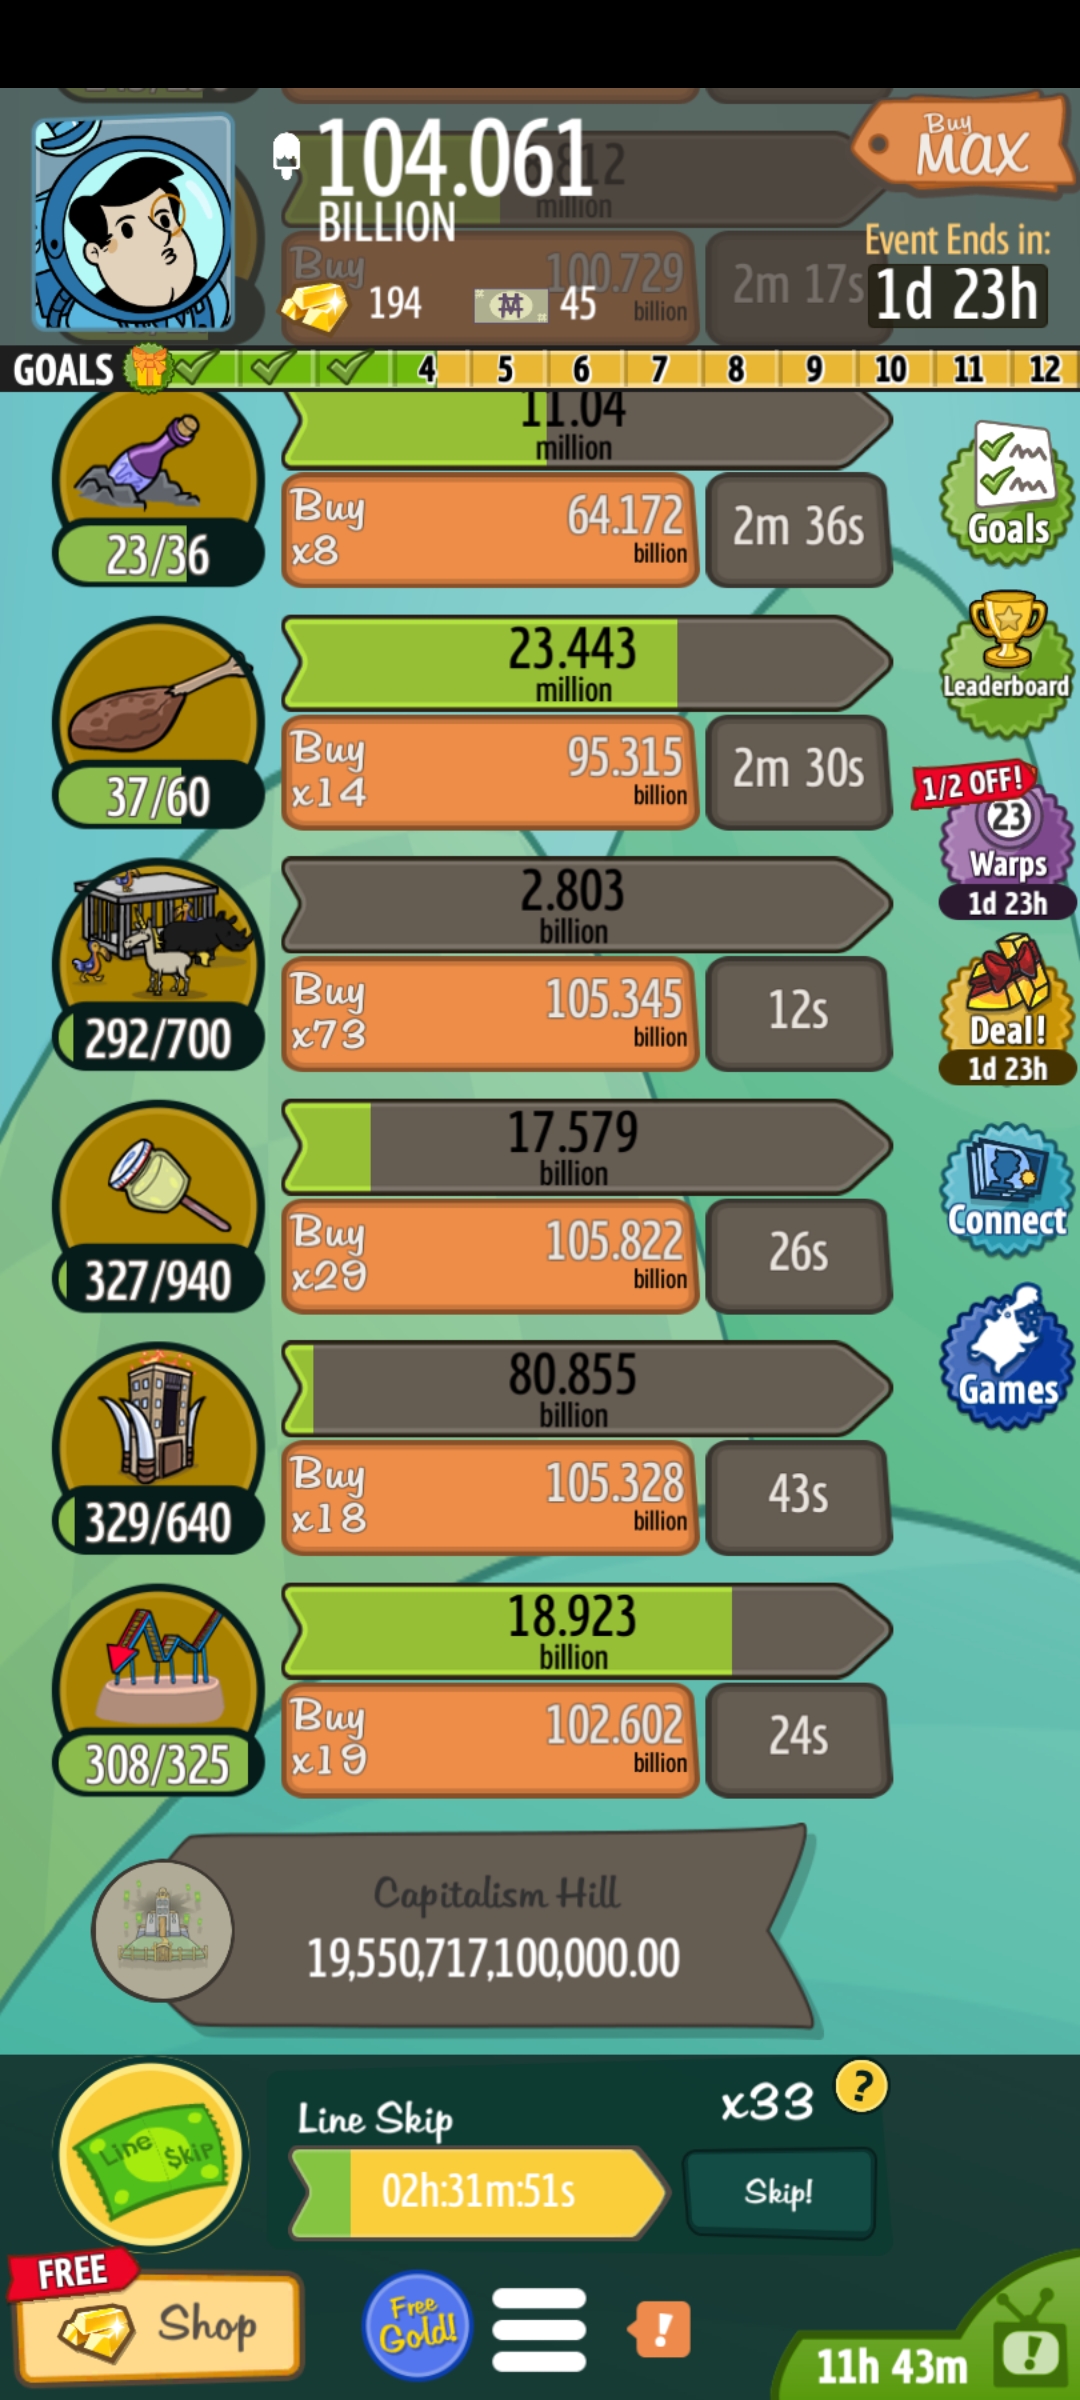 104.061
BILLION
Buy
MAX
.812
million
Buy
100.729
billion
2m 17s
194
45
Event Ends in:
1d 23h
GOALS
4 5 6 7 8 9 10 11 12
11.04
million
23/36
Buy
x8
64.172
billion
2m 36s
Goals
23.443
million
37/60
Buy
x14
95.315
billion
2m 30s
Leaderboard
1/2 OFF!
23
Warps
1d 23h
2.803
billion
292/700
Buy
x73
105.345
billion
12s
Deal!
1d 23h
17.579
billion
327/940
Buy
x29
105.822
billion
26s
Connect
80.855
billion
329/640
Buy
x18
105.328
billion
43s
Games
18.923
billion
308/325
Buy
x19
102.602
billion
24s
Capitalism Hill
19,550,717,100,000.00
Line $kip
Line Skip
x33
?
02h:31m:51s
Skip!
FREE
Shop
Free
Gold!
!
11h 43m
!